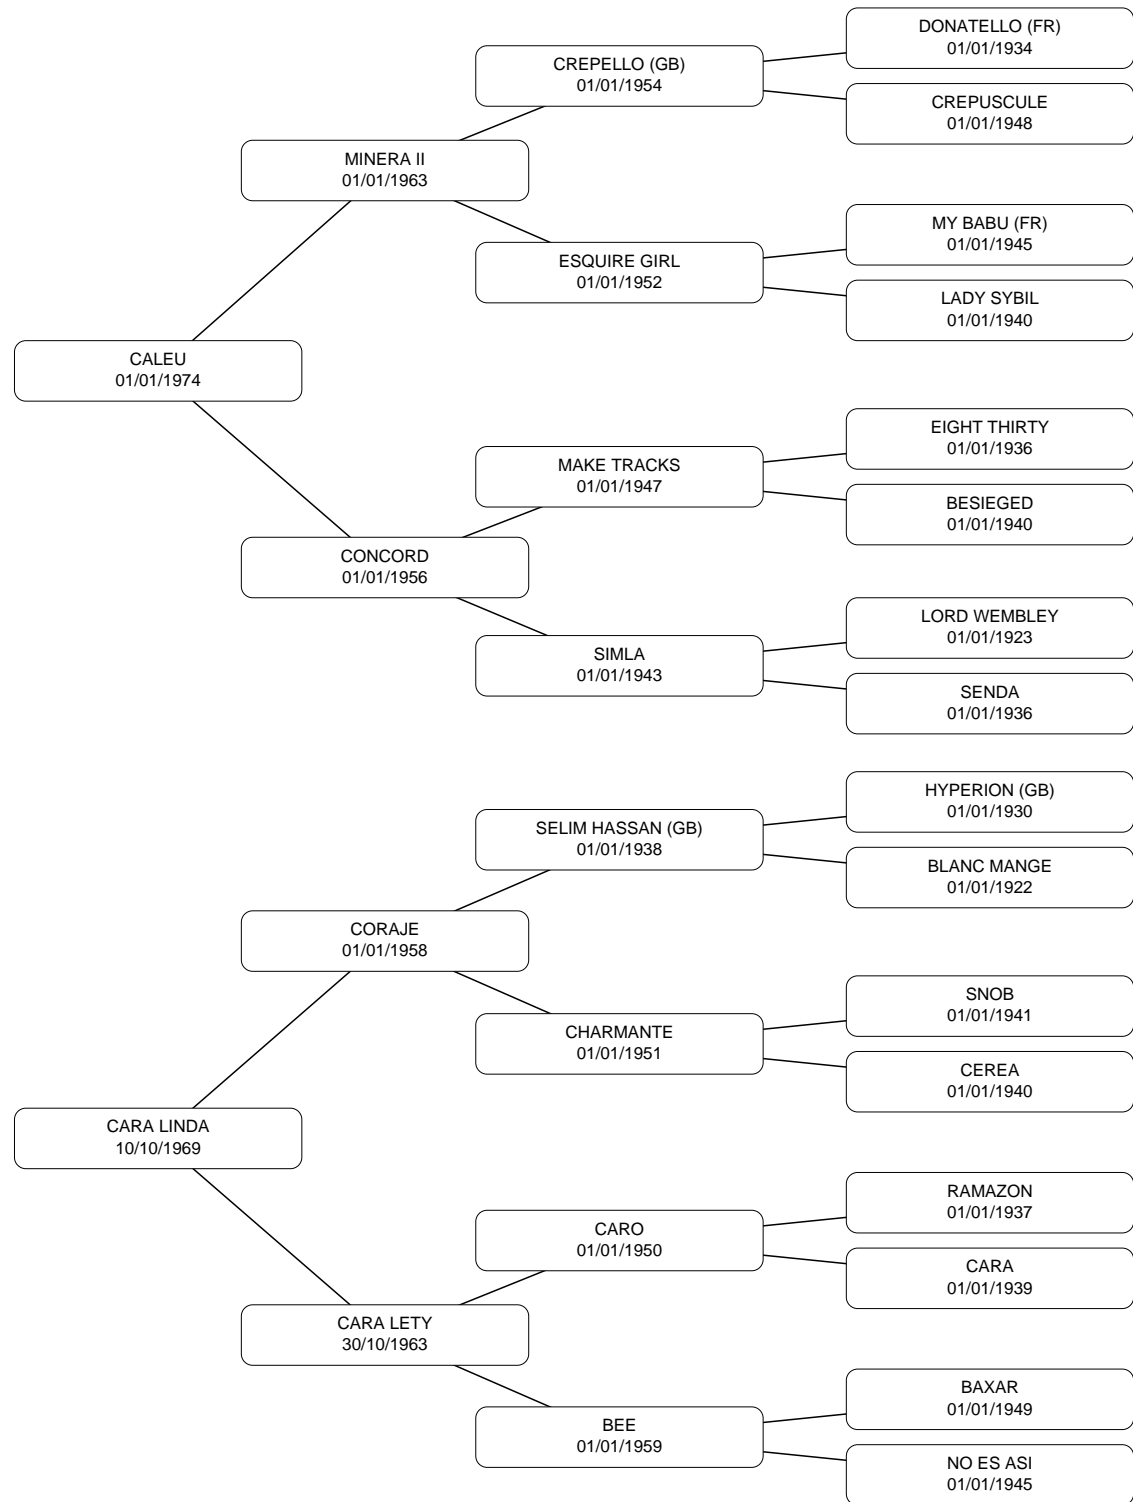 DONATELLO (FR)
01/01/1934
CREPELLO (GB)
01/01/1954
CREPUSCULE
01/01/1948
MINERA II
01/01/1963
MY BABU (FR)
01/01/1945
ESQUIRE GIRL
01/01/1952
LADY SYBIL
01/01/1940
CALEU
01/01/1974
EIGHT THIRTY
01/01/1936
MAKE TRACKS
01/01/1947
BESIEGED
01/01/1940
CONCORD
01/01/1956
LORD WEMBLEY
01/01/1923
SIMLA
01/01/1943
SENDA
01/01/1936
HYPERION (GB)
01/01/1930
SELIM HASSAN (GB)
01/01/1938
BLANC MANGE
01/01/1922
CORAJE
01/01/1958
SNOB
01/01/1941
CHARMANTE
01/01/1951
CEREA
01/01/1940
CARA LINDA
10/10/1969
RAMAZON
01/01/1937
CARO
01/01/1950
CARA
01/01/1939
CARA LETY
30/10/1963
BAXAR
01/01/1949
BEE
01/01/1959
NO ES ASI
01/01/1945